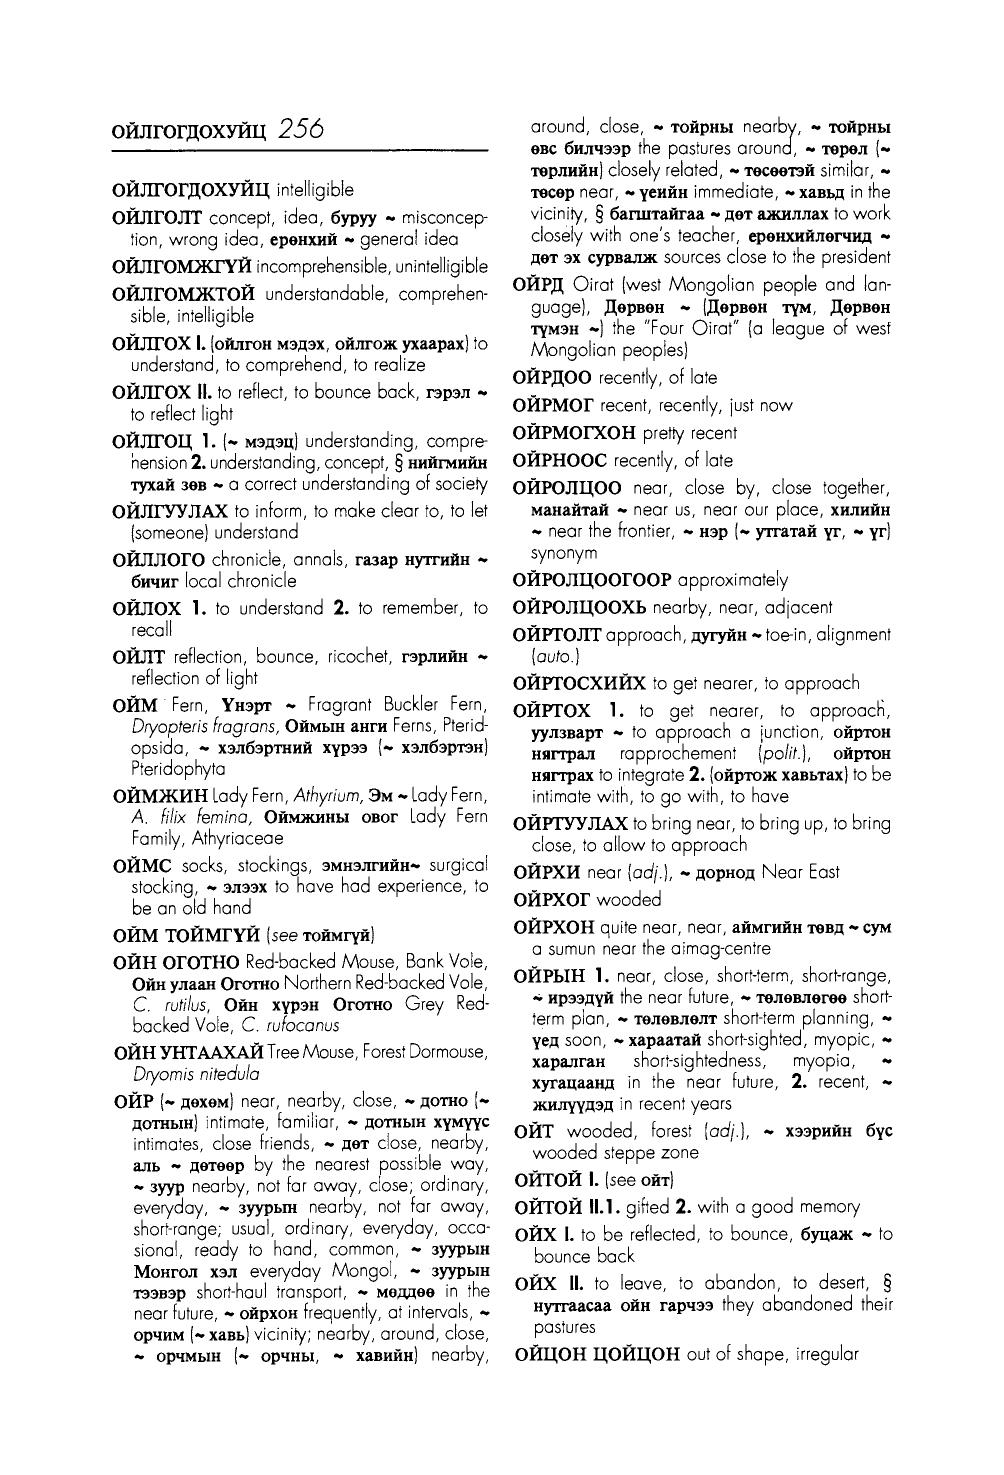 ОЙЛГОГДОХУЙЦ 256
ОЙЛГОГДОХУЙЦ intelligible
ОЙЛГОЛТ concept, idea, буруу ~ misconcep-
tion, wrong idea, ерөнхий ~ general idea
ОЙЛГОМЖГҮЙ incomprehensible, unintelligible
ОЙЛГОМЖТОЙ understandable, comprehen-
sible, intelligible
ОЙЛГОХ I. (ойлгон мэдэх, ойлгож ухаарах) to
understand, to comprehend, to realize
ОЙЛГОХ II. to reflect, to bounce back, гэрэл ~
to reflect light
ОЙЛГОЦ 1. (~ мэдэц) understanding, compre-
hension 2. understanding, concept, § нийгмийн
тухай зөв ~ a correct understanding of society
ОЙЛГУУЛАХ to inform, to make clear to, to let
(someone) understand
ОЙЛЛОГО chronicle, annals, газар нутгийн ~
бичиг local chronicle
ОЙЛОХ 1. to understand 2. to remember, to
recall
ОЙЛТ reflection, bounce, ricochet, гэрлийн ~
reflection of light
ОЙМ Fern, Үнэрт ~ Fragrant Buckler Fern,
Dryopteris fragrans, Оймын анги Ferns, Pterid-
opsida, ~ хэлбэртний хүрээ (~ хэлбэртэн)
Pteridophyta
ОЙМЖИН Lady Fern, Athyrium, Эм ~ Lady Fern,
A. filix femina, Оймжины овог Lady Fern
Family, Athyriaceae
ОЙМС socks, stockings, эмнэлгийн~ surgical
stocking, ~ элээх to have had experience, to
be an old hand
ОЙМ ТОЙМГҮЙ (see тоймгүй)
ОЙН ОГОТНО Red-backed Mouse, Bank Vole,
Ойн улаан Оготно Northern Red-backed Vole,
C. rutilus, Ойн хүрэн Оготно Grey Red-
backed Vole, C. rufocanus
ОЙН УНТААХАЙ Tree Mouse, Forest Dormouse,
Dryomis nitedula
ОЙР (~ дөхөм) near, nearby, close, ~ дотно (~
дотнын) intimate, familiar, ~ дотнын хүмүүс
intimates, close friends, ~ дөт close, nearby,
аль ~ дөтөөр by the nearest possible way,
~ зуур nearby, not far away, close; ordinary,
everyday, ~ зуурын nearby, not far away,
short-range; usual, ordinary, everyday, occa-
sional, ready to hand, common, ~ зуурын
Монгол хэл everyday Mongol, ~ зуурын
тээвэр short-haul transport, ~ мөддөө in the
near future, ~ ойрхон frequently, at intervals, ~
орчим (~ хавь) vicinity; nearby, around, close,
~ орчмын (~ орчны, ~ хавийн) nearby,
around, close, ~ тойрны nearby, ~ тойрны
өвс билчээр the pastures around, ~ төрөл (~
төрлийн) closely related, ~ төсөөтэй similar, ~
төсөр near, ~ үеийн immediate, ~ хавьд in the
vicinity, § багштайгаа ~ дөт ажиллах to work
closely with one's teacher, ерөнхийлөгчид ~
дөт эх сурвалж sources close to the president
ОЙРД Oirat (west Mongolian people and lan-
guage), Дөрвөн ~ (Дөрвөн түм, Дөрвөн
түмэн ~) the "Four Oirat" (a league of west
Mongolian peoples)
ОЙРДОО recently, of late
ОЙРМОГ recent, recently, just now
ОЙРМОГХОН pretty recent
ОЙРНООС recently, of late
ОЙРОЛЦОО near, close by, close together,
манайтай ~ near us, near our place, хилийн
~ near the frontier, ~ нэр (~ утгатай үг, ~ үг)
synonym
ОЙРОЛЦООГООР approximately
ОЙРОЛЦООХЬ nearby, near, adjacent
ОЙРТОЛТ approach, дугуйн ~ toe-in, alignment
(auto.)
ОЙРТОСХИЙХ to get nearer, to approach
ОЙРТОХ 1. to get nearer, to approach,
уулзварт ~ to approach a junction, ойртон
нягтрал rapprochement (polit.), ойртон
нягтрах to integrate 2. (ойртож хавьтах) to be
intimate with, to go with, to have
ОЙРТУУЛАХ to bring near, to bring up, to bring
close, to allow to approach
ОЙРХИ near (adj.), ~ дорнод Near East
ОЙРХОГ wooded
ОЙРХОН quite near, near, аймгийн төвд ~ сум
a sumun near the aimag-centre
ОЙРЫН 1. near, close, short-term, short-range,
~ ирээдүй the near future, ~ төлөвлөгөө short-
term plan, ~ төлөвлөлт short-term planning, ~
үед soon, ~ хараатай short-sighted, myopic, ~
харалган short-sightedness, myopia, ~
хугацаанд in the near future, 2. recent, ~
жилүүдэд in recent years
ОЙТ wooded, forest (adj.), ~ хээрийн бүс
wooded steppe zone
ОЙТОЙ I. (see ойт)
ОЙТОЙ II.1. gifted 2. with a good memory
ОЙХ I. to be reflected, to bounce, буцаж ~ to
bounce back
ОЙХ II. to leave, to abandon, to desert, §
нутгаасаа ойн гарчээ they abandoned their
pastures
ОЙЦОН ЦОЙЦОН out of shape, irregular